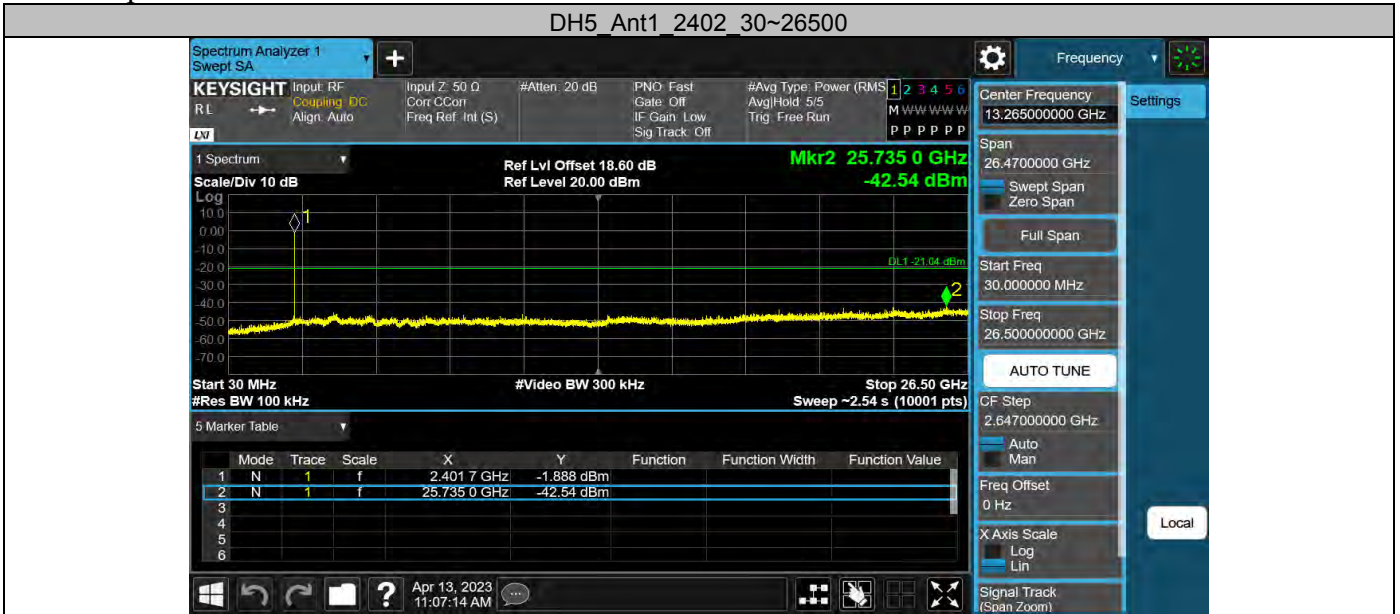 DH5_Ant1_2402_30~26500
Spectrum Analyzer 1
Swept SA
+
Frequency
KEYSIGHT
RL
LXI
Input: RF
Coupling: DC
Align: Auto
Input Z: 50 Ω
Corr CCorr
Freq Ref: Int (S)
#Atten: 20 dB
PNO: Fast
Gate: Off
IF Gain: Low
Sig Track: Off
#Avg Type: Power (RMS
Avg|Hold: 5/5
Trig: Free Run
1 2 3 4 5 6
M W W W W W
P P P P P P
Center Frequency
13.265000000 GHz
Settings
Span
26.4700000 GHz
Swept Span
Zero Span
Full Span
Start Freq
30.000000 MHz
Stop Freq
26.500000000 GHz
AUTO TUNE
CF Step
2.647000000 GHz
Auto
Man
Freq Offset
0 Hz
X Axis Scale
Log
Lin
Signal Track
(Span Zoom)
Local
1 Spectrum
Scale/Div 10 dB
Ref Lvl Offset 18.60 dB
Ref Level 20.00 dBm
Mkr2 25.735 0 GHz
-42.54 dBm
Log
10.0
0.00
-10.0
-20.0
-30.0
-40.0
-50.0
-60.0
-70.0
1
DL1 -21.04 dBm
2
Start 30 MHz
#Video BW 300 kHz
Stop 26.50 GHz
#Res BW 100 kHz
Sweep ~2.54 s (10001 pts)
5 Marker Table
Mode Trace Scale X Y Function Function Width Function Value
1 N 1 f 2.401 7 GHz -1.888 dBm
2 N 1 f 25.735 0 GHz -42.54 dBm
3
4
5
6
?
Apr 13, 2023
11:07:14 AM